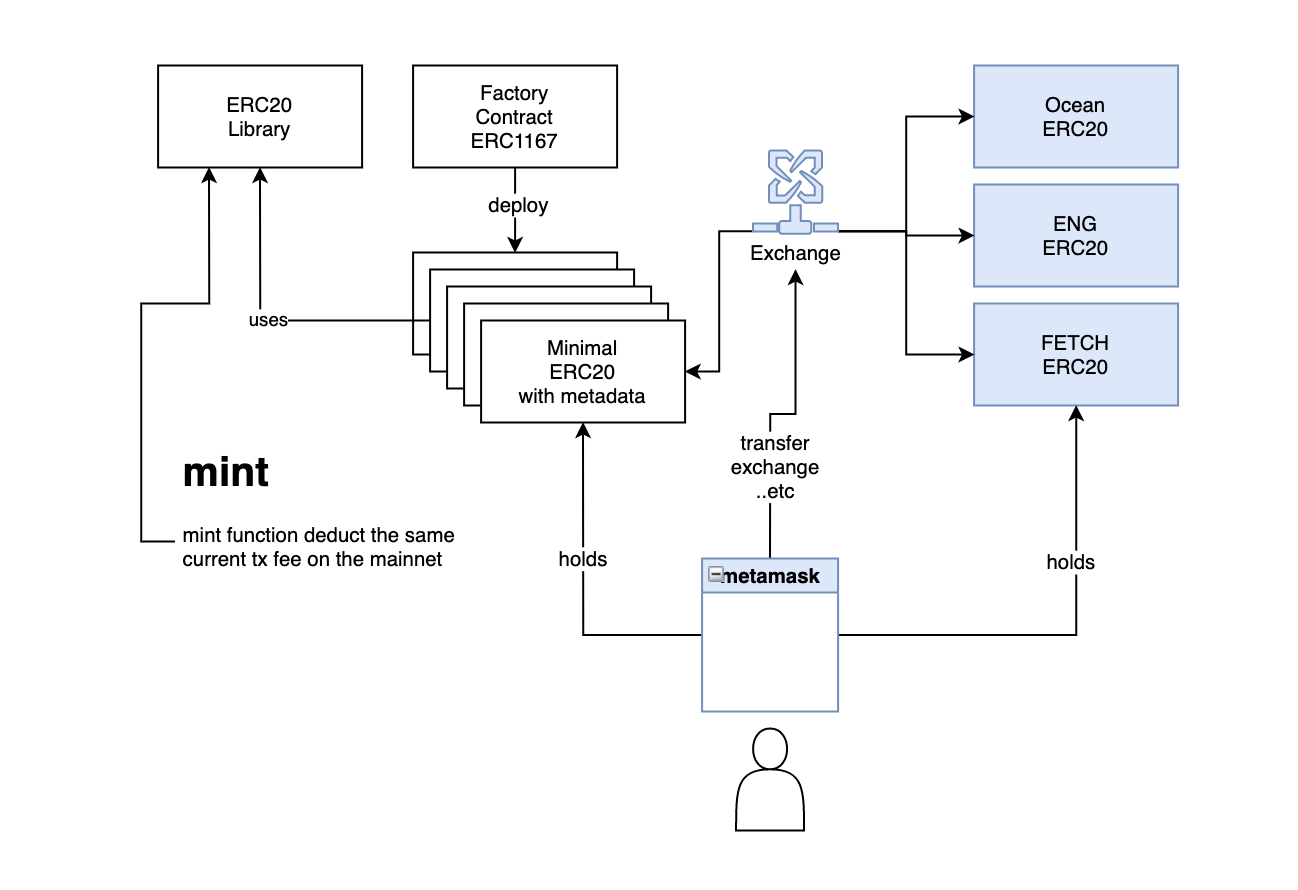 ERC20
Library
Factory
Contract
ERC1167
Ocean
ERC20
deploy
ENG
ERC20
Exchange
uses
Minimal
ERC20
with metadata
FETCH
ERC20
transfer
exchange
..etc
mint
mint function deduct the same
current tx fee on the mainnet
holds
metamask
holds